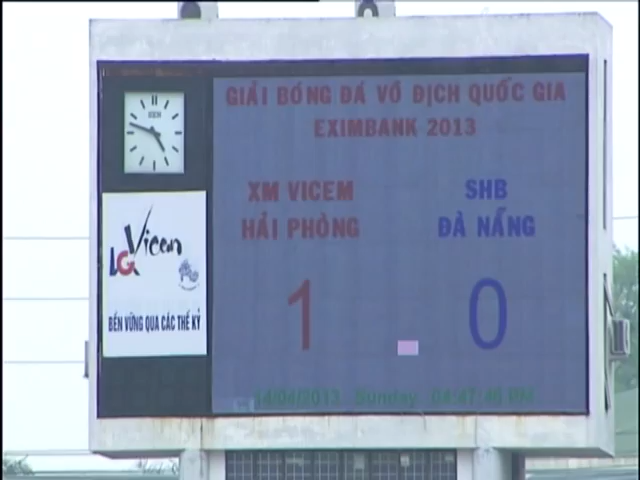 GIẢI BÓNG ĐÁ VÔ ĐỊCH QUỐC GIA
EXIMBANK 2013
XM VICEM
HẢI PHÒNG
SHB
ĐÀ NẴNG
1 0
Vicem
LGK
BỀN VỮNG QUA CÁC THẾ KỶ
14/04/2013 Sunday 04:47:46 PM